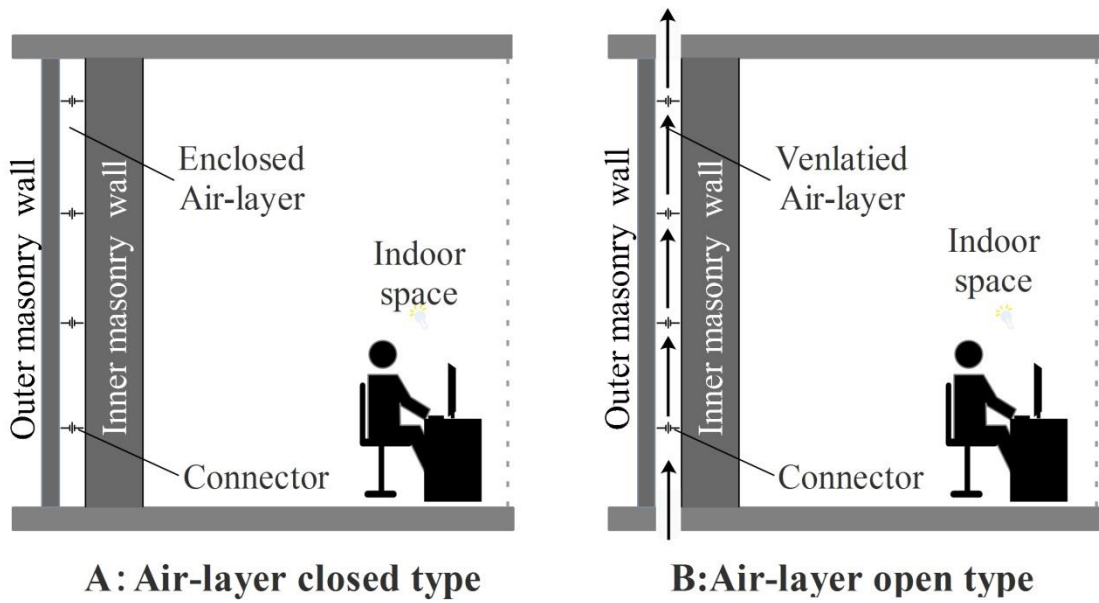 Outer masonry wall
Inner masonry wall
Enclosed
Air-layer
Indoor
space
Connector
A: Air-layer closed type
Outer masonry wall
Inner masonry wall
Venlatied
Air-layer
Indoor
space
Connector
B:Air-layer open type